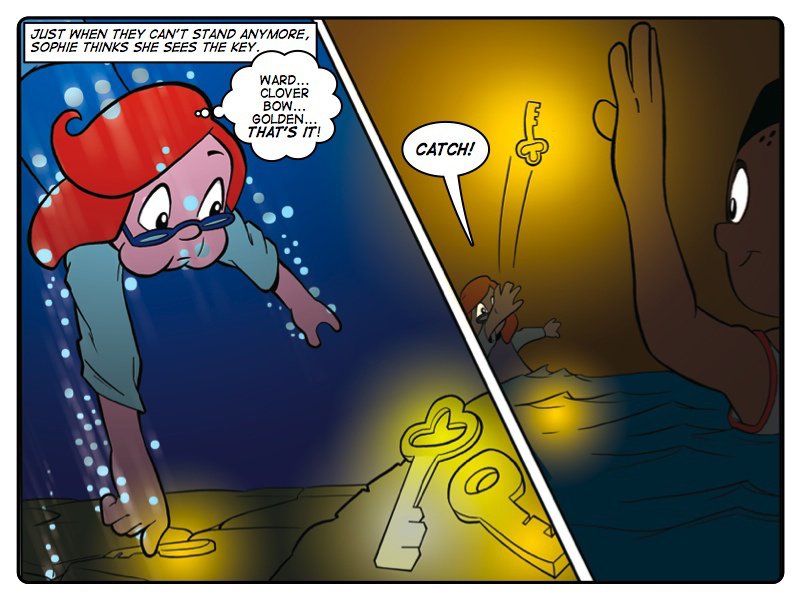 JUST WHEN THEY CAN'T STAND ANYMORE,
SOPHIE THINKS SHE SEES THE KEY.
WARD...
CLOVER
BOW...
GOLDEN...
THAT'S IT!
CATCH!